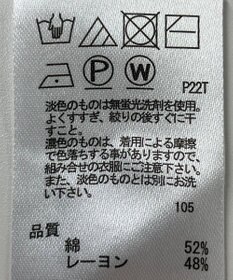 P W
P22T
淡色のものは無蛍光洗剤を使用。
よくすすぎ、絞りの後すぐに干
すこと。
濃色のものは、着用による摩擦
で色落ちする事がありますので、
組み合せの衣服にご注意下さい。
また、淡色のものとは別にお洗
い下さい。
105
品質
綿 52%
レーヨン 48%